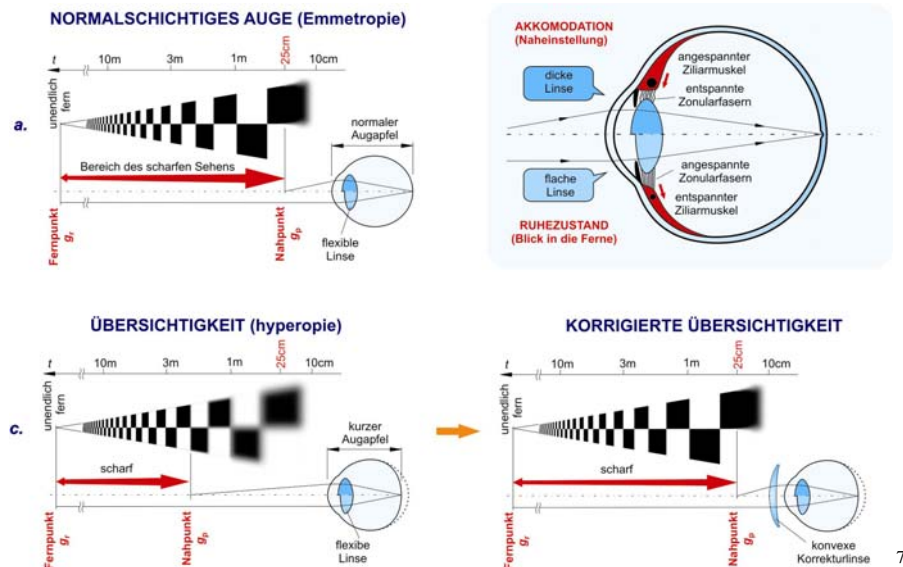 NORMALSCHICHTIGES AUGE (Emmetropie)
t 10m 3m 1m 25cm 10cm
unendlich
fern
a.
normaler
Augapfel
Bereich des scharfen Sehens
Fernpunkt
gr
Nahpunkt
gp
flexible
Linse
AKKOMODATION
(Naheinstellung)
dicke
Linse
angespannter
Ziliarmuskel
entspannte
Zonularfasern
flache
Linse
angespannte
Zonularfasern
entspannter
Ziliarmuskel
RUHEZUSTAND
(Blick in die Ferne)
ÜBERSICHTIGKEIT (hyperopie)
t 10m 3m 1m 25cm 10cm
unendlich
fern
c.
kurzer
Augapfel
scharf
Fernpunkt
gr
Nahpunkt
gp
flexibe
Linse
KORRIGIERTE ÜBERSICHTIGKEIT
t 10m 3m 1m 25cm 10cm
unendlich
fern
scharf
Fernpunkt
gr
Nahpunkt
gp
konvexe
Korrekturlinse
7